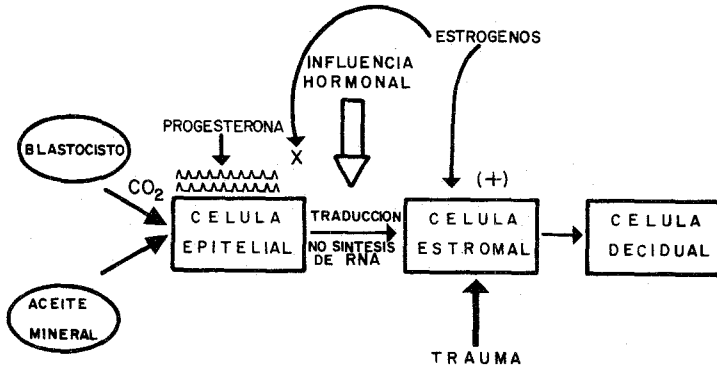 ESTROGENOS
INFLUENCIA
HORMONAL
PROGESTERONA
X
BLASTOCISTO
CO2
(+)
CELULA
EPITELIAL
TRADUCCION
NO SINTESIS
DE RNA
CELULA
ESTROMAL
CELULA
DECIDUAL
ACEITE
MINERAL
TRAUMA